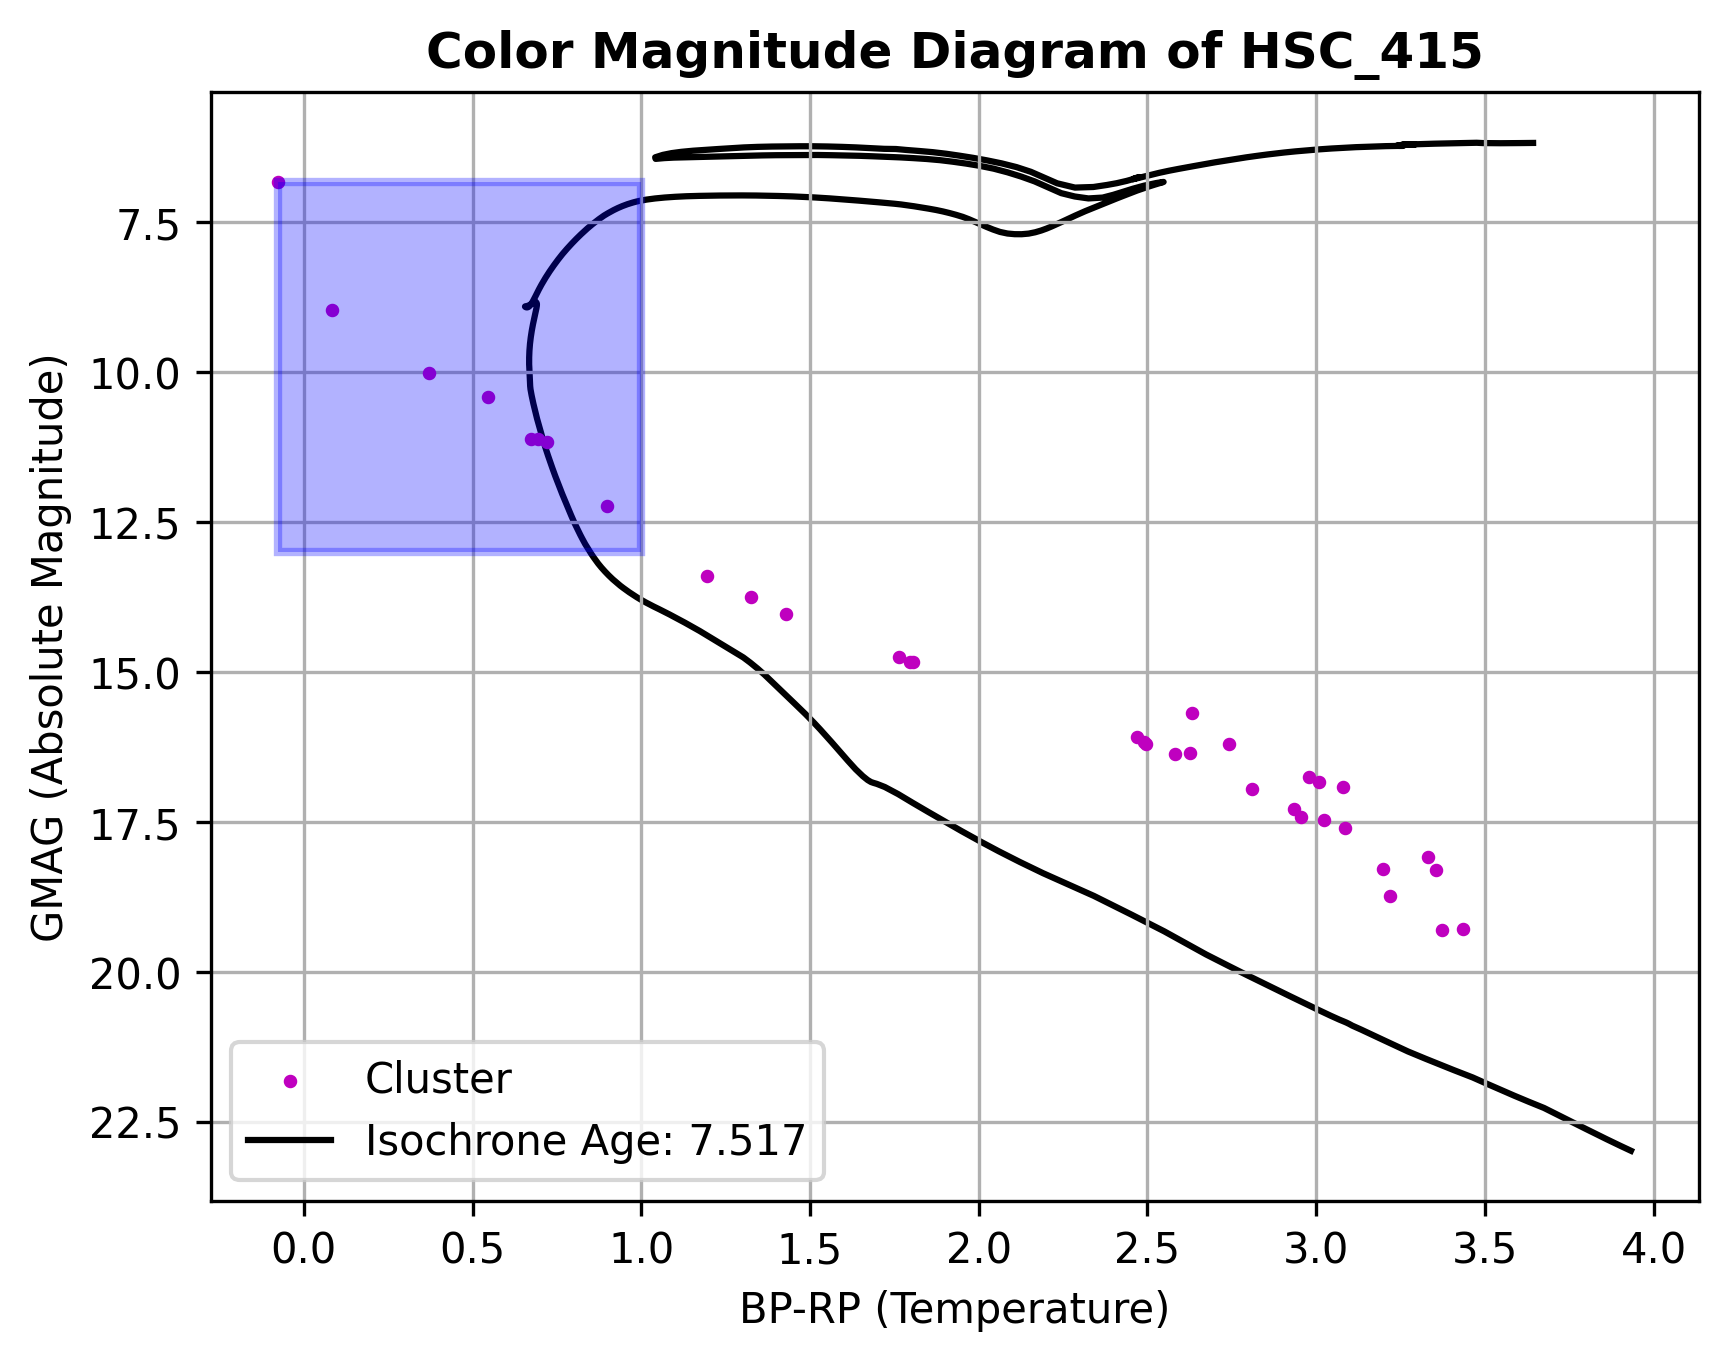 Color Magnitude Diagram of HSC_415
GMAG (Absolute Magnitude)
7.5
10.0
12.5
15.0
17.5
20.0
22.5
Cluster
Isochrone Age: 7.517
0.0 0.5 1.0 1.5 2.0 2.5 3.0 3.5 4.0
BP-RP (Temperature)